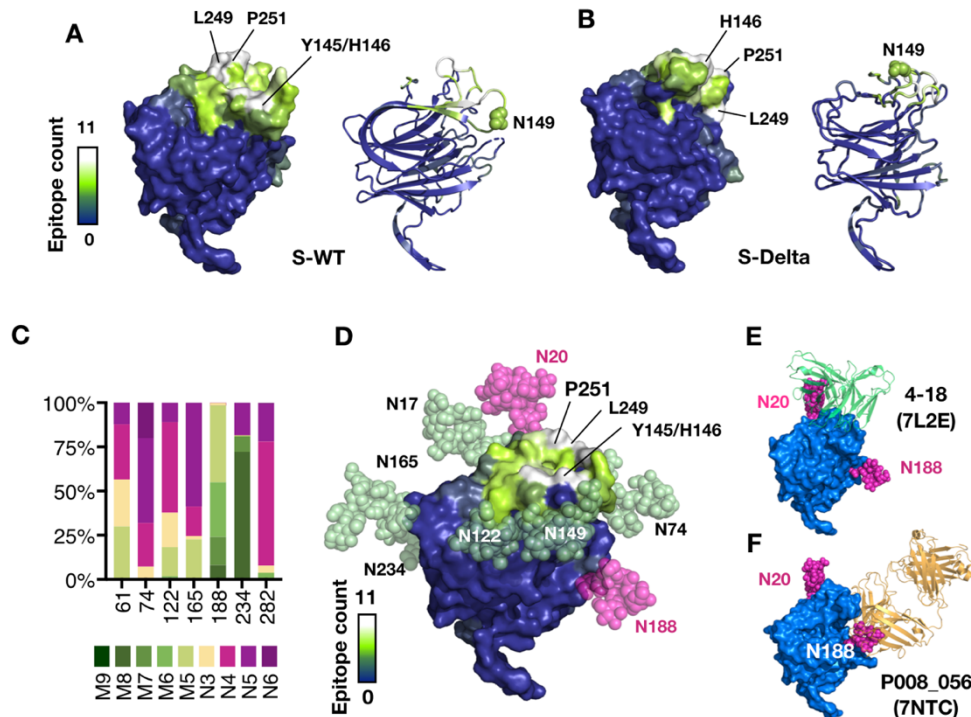 A
L249
P251
Y145/H146
N149
Epitope count
11
0
S-WT
B
H146
P251
L249
N149
S-Delta
C
100%
75%
50%
25%
0%
61
74
122
165
188
234
282
M9
M8
M7
M6
M5
N3
N4
N5
N6
D
N20
N17
P251
L249
Y145/H146
N165
N122
N149
N74
N234
N188
Epitope count
11
0
E
N20
4-18
(7L2E)
N188
F
N20
N188
P008_056
(7NTC)